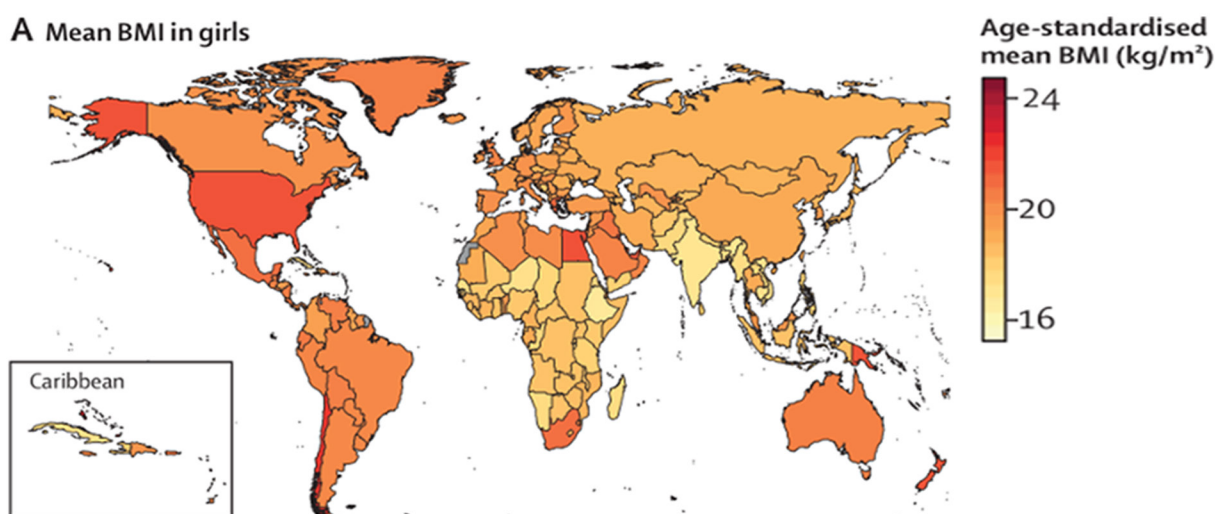 A Mean BMI in girls
Age-standardised
mean BMI (kg/m²)
24
20
16
Caribbean